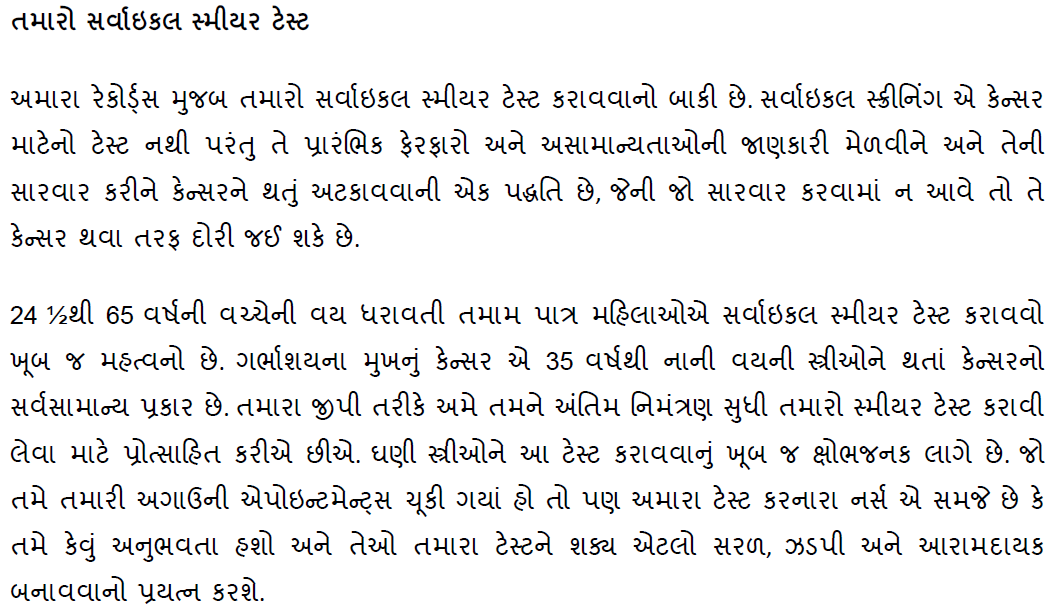 તમારો સર્વાઇકલ સ્મીયર ટેસ્ટ
અમારા રેકોર્ડ્સ મુજબ તમારો સર્વાઇકલ સ્મીયર ટેસ્ટ કરાવવાનો બાકી છે. સર્વાઇકલ સ્ક્રીનિંગ એ કેન્સર
માટેનો ટેસ્ટ નથી પરંતુ તે પ્રારંભિક ફેરફારો અને અસામાન્યતાઓની જાણકારી મેળવીને અને તેની
સારવાર કરીને કેન્સરને થતું અટકાવવાની એક પદ્ધતિ છે, જેની જો સારવાર કરવામાં ન આવે તો તે
કેન્સર થવા તરફ દોરી જઈ શકે છે.
24 ½થી 65 વર્ષની વચ્ચેની વય ધરાવતી તમામ પાત્ર મહિલાઓએ સર્વાઇકલ સ્મીયર ટેસ્ટ કરાવવો
ખૂબ જ મહત્વનો છે. ગર્ભાશયના મુખનું કેન્સર એ 35 વર્ષથી નાની વયની સ્ત્રીઓને થતાં કેન્સરનો
સર્વસામાન્ય પ્રકાર છે. તમારા જીપી તરીકે અમે તમને અંતિમ નિમંત્રણ સુધી તમારો સ્મીયર ટેસ્ટ કરાવી
લેવા માટે પ્રોત્સાહિત કરીએ છીએ. ઘણી સ્ત્રીઓને આ ટેસ્ટ કરાવવાનું ખૂબ જ ક્ષોભજનક લાગે છે. જો
તમે તમારી અગાઉની એપોઇન્ટમેન્ટ્સ ચૂકી ગયાં હો તો પણ અમારા ટેસ્ટ કરનારા નર્સ એ સમજે છે કે
તમે કેવું અનુભવતા હશો અને તેઓ તમારા ટેસ્ટને શક્ય એટલો સરળ, ઝડપી અને આરામદાયક
બનાવવાનો પ્રયત્ન કરશે.